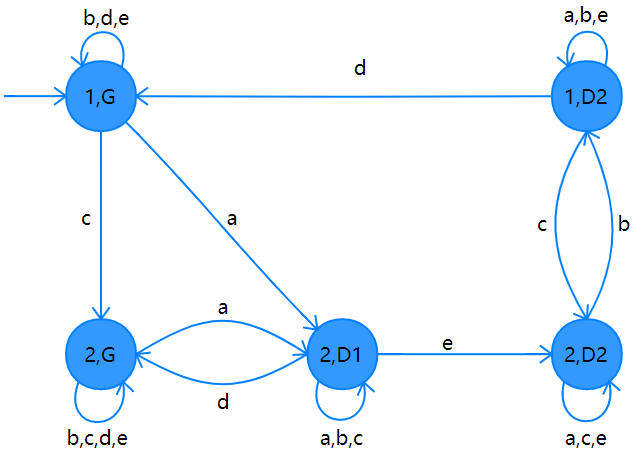 b,d,e
a,b,e
d
1,G
1,D2
c
a
c
b
a
e
2,G
2,D1
2,D2
d
b,c,d,e
a,b,c
a,c,e